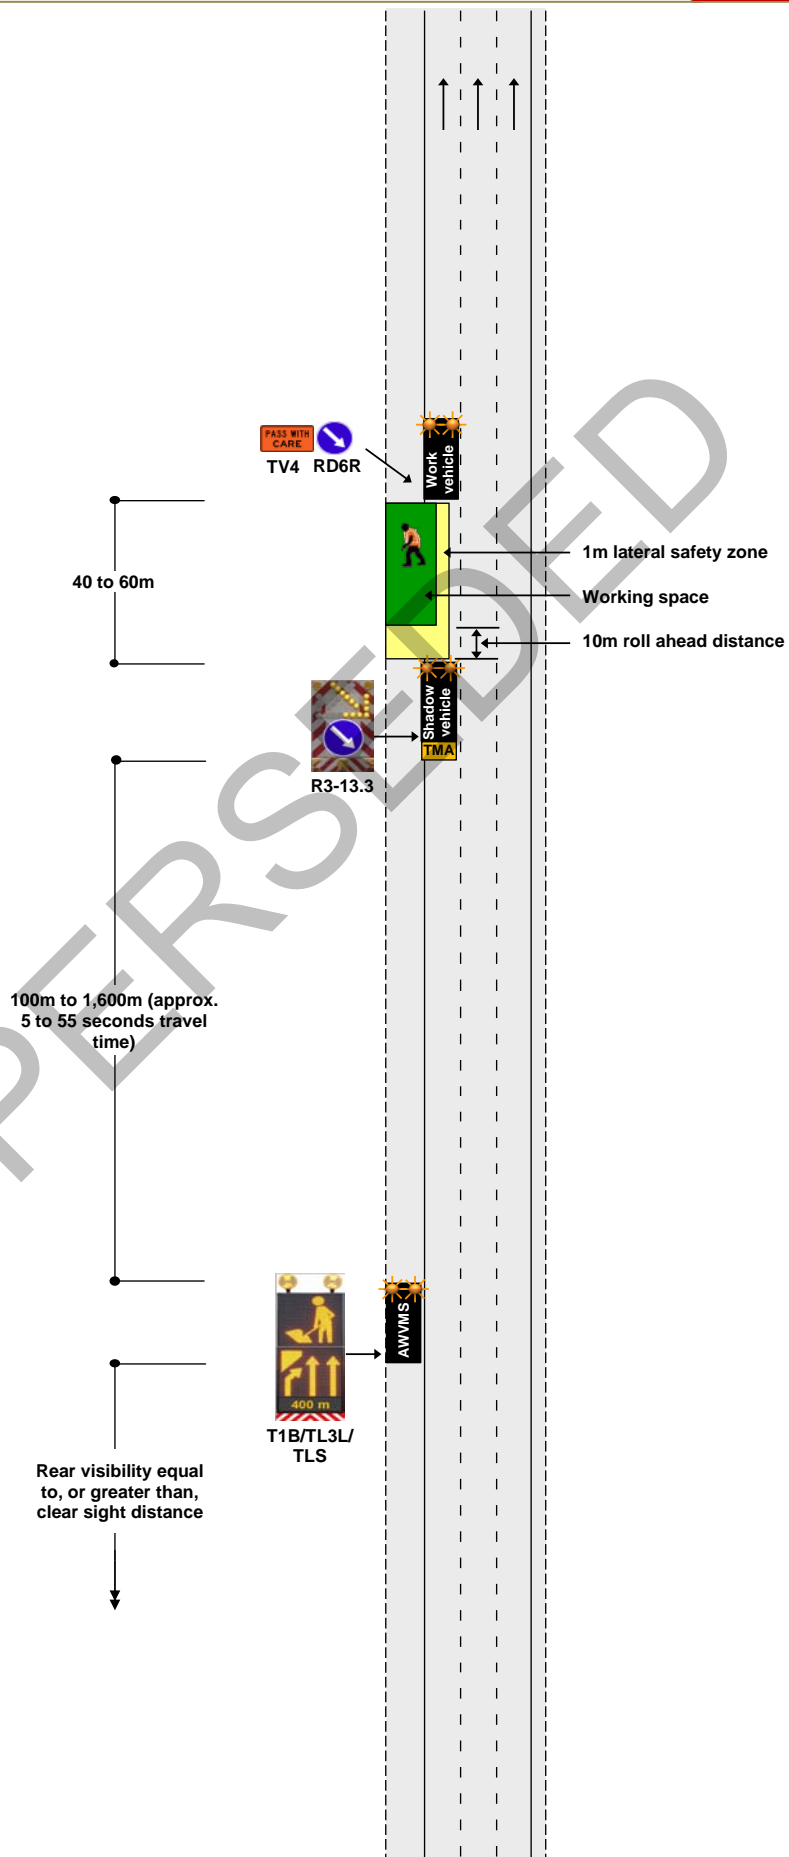 PASS WITH
CARE
TV4 RD6R
Work
vehicle
40 to 60m
1m lateral safety zone
Working space
10m roll ahead distance
Shadow
vehicle
TMA
R3-13.3
100m to 1,600m (approx.
5 to 55 seconds travel
time)
AWVMS
400 m
T1B/TL3L/
TLS
Rear visibility equal
to, or greater than,
clear sight distance
PERSEDED